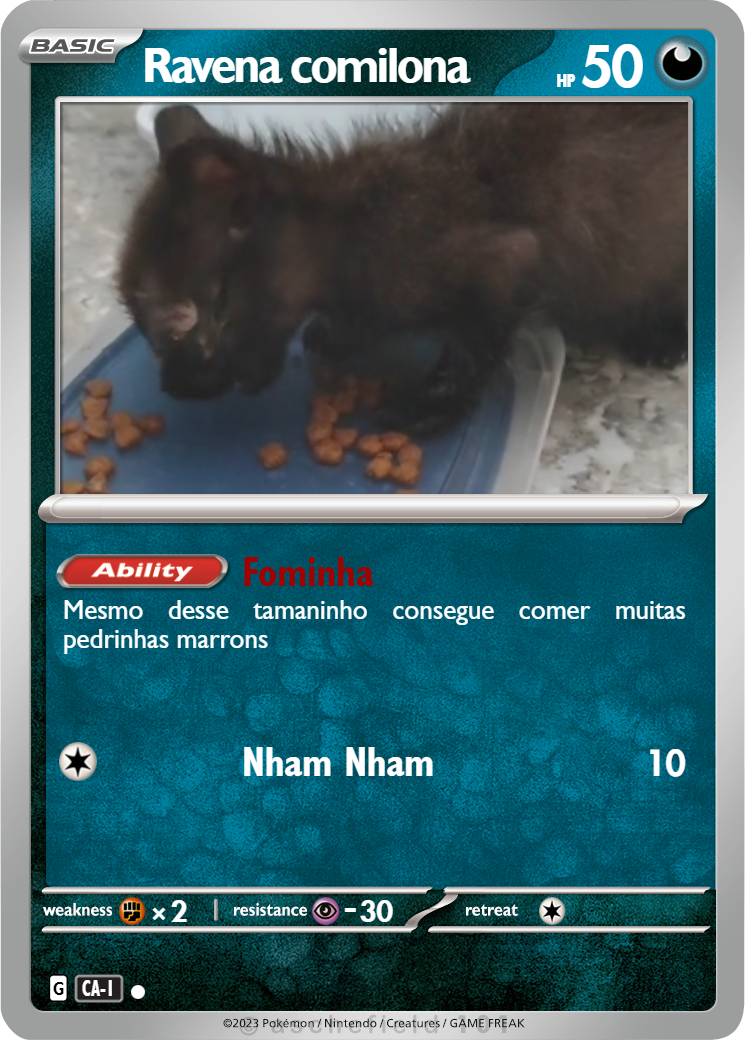 BASIC
Ravena comilona
HP 50
Ability Fominha
Mesmo desse tamaninho consegue comer muitas
pedrinhas marrons
Nham Nham 10
weakness ×2 | resistance -30 retreat
G CA-I
©2023 Pokémon / Nintendo / Creatures / GAME FREAK